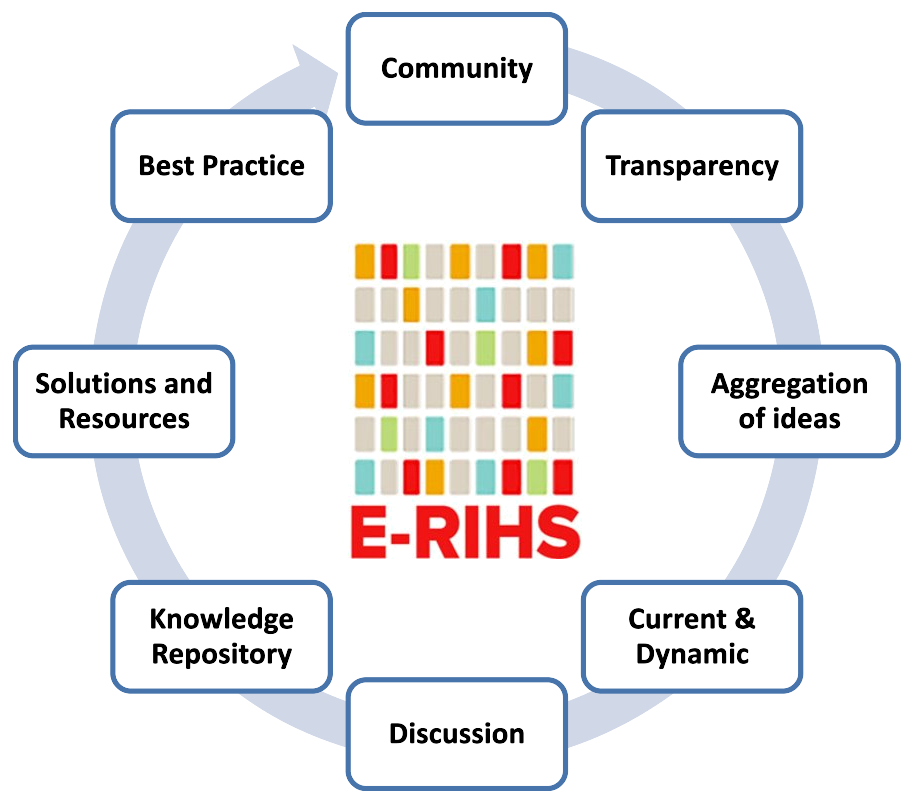 Community
Transparency
Aggregation
of ideas
Current &
Dynamic
Discussion
Knowledge
Repository
Solutions and
Resources
Best Practice
E-RIHS